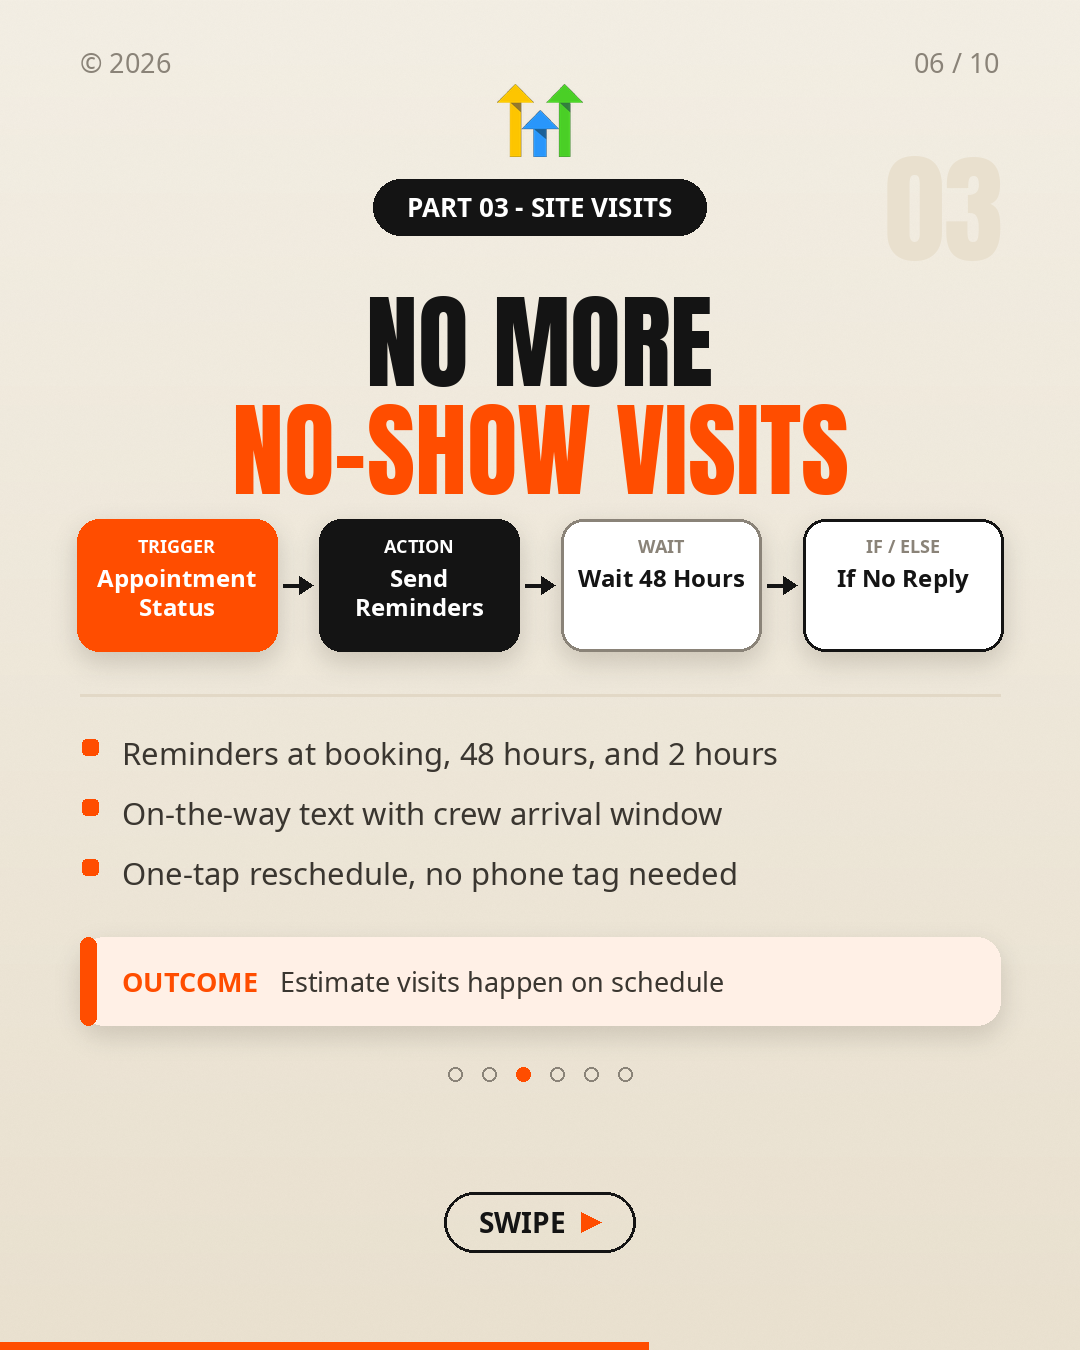 © 2026
06 / 10
PART 03 - SITE VISITS
03
NO MORE
NO-SHOW VISITS
TRIGGER
Appointment
Status
ACTION
Send
Reminders
WAIT
Wait 48 Hours
IF / ELSE
If No Reply
Reminders at booking, 48 hours, and 2 hours
On-the-way text with crew arrival window
One-tap reschedule, no phone tag needed
OUTCOME Estimate visits happen on schedule
SWIPE